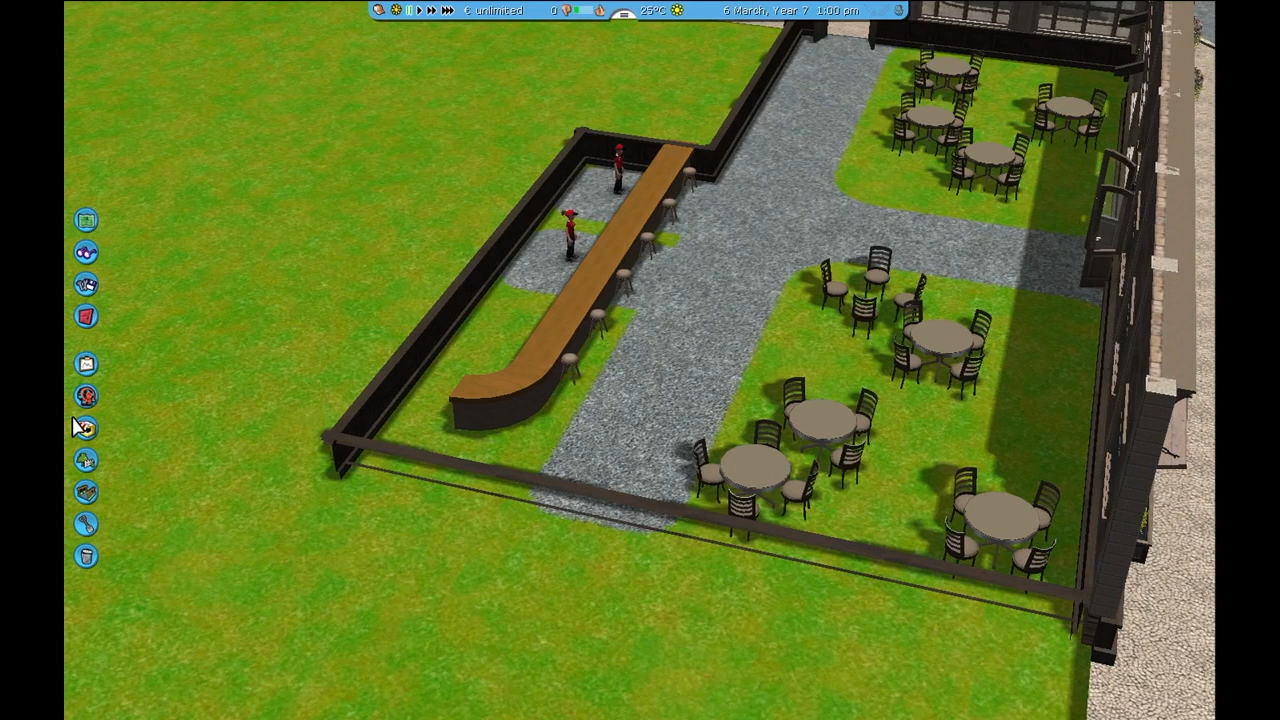 € unlimited 0 25°C 6 March, Year 7 1:00 pm